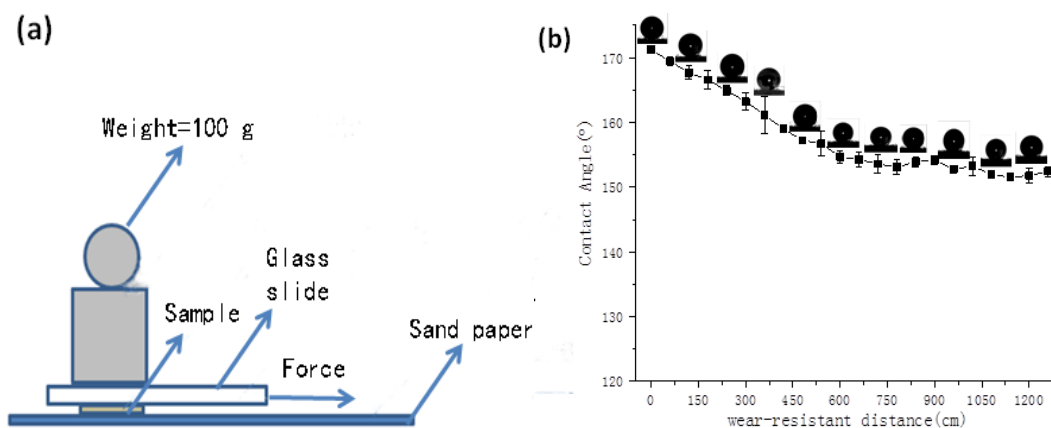 (a)
Weight=100 g
Glass
slide
Sample
Sand paper
Force
(b)
Contact Angle(°)
170
160
150
140
130
120
0 150 300 450 600 750 900 1050 1200
wear-resistant distance(cm)